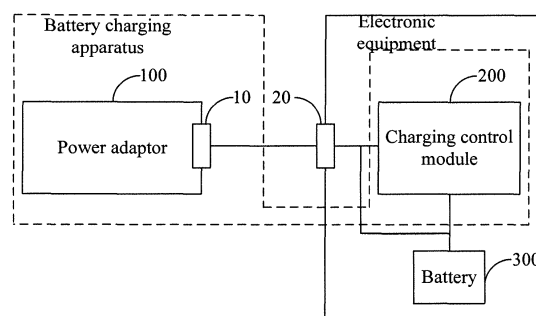 Battery charging
apparatus
Electronic
equipment
100
10
20
200
Power adaptor
Charging control
module
Battery
300